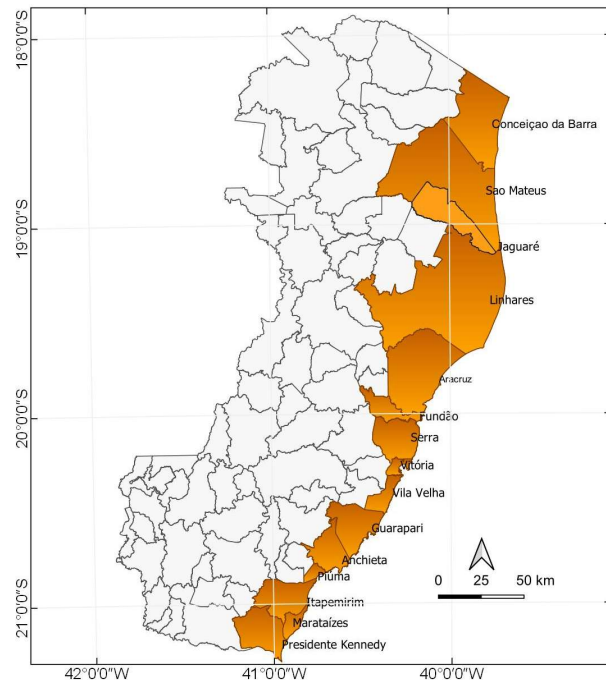 18°0'0"S
Conceiçao da Barra
Sao Mateus
19°0'0"S
Jaguaré
Linhares
Aracruz
20°0'0"S
Fundão
Serra
Vitória
Vila Velha
Guarapari
Anchieta
Piúma
0 25 50 km
21°0'0"S
Itapemirim
Marataízes
Presidente Kennedy
42°0'0"W 41°0'0"W 40°0'0"W